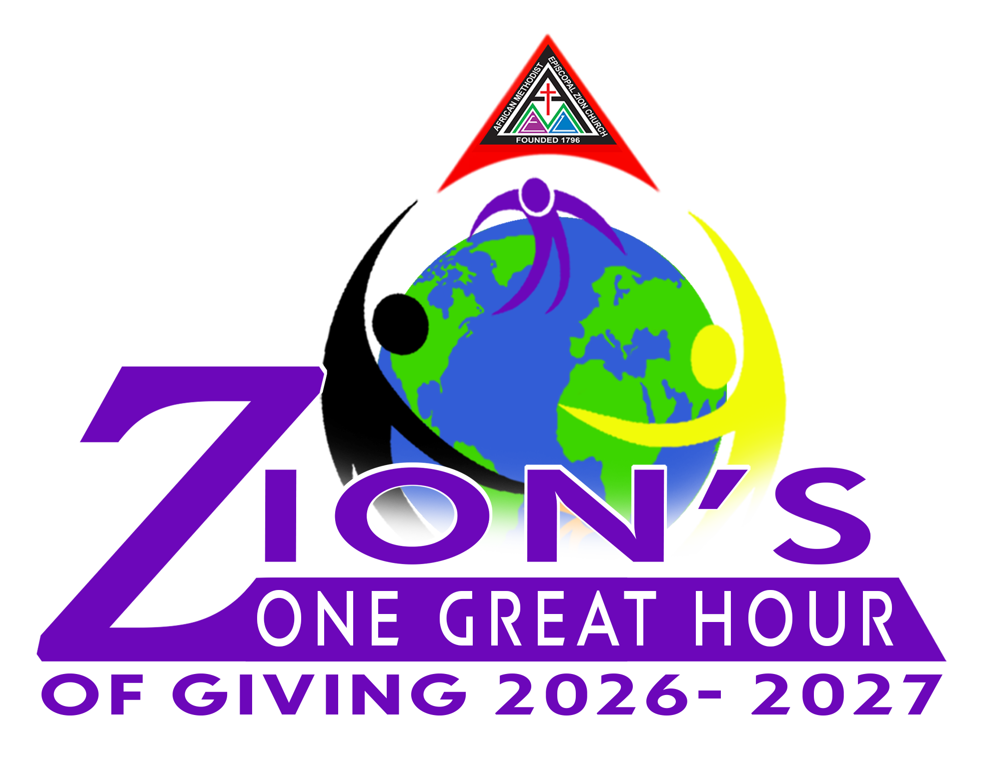 AFRICAN METHODIST
EPISCOPAL ZION CHURCH
FOUNDED 1796
ZION'S
ONE GREAT HOUR
OF GIVING 2026- 2027